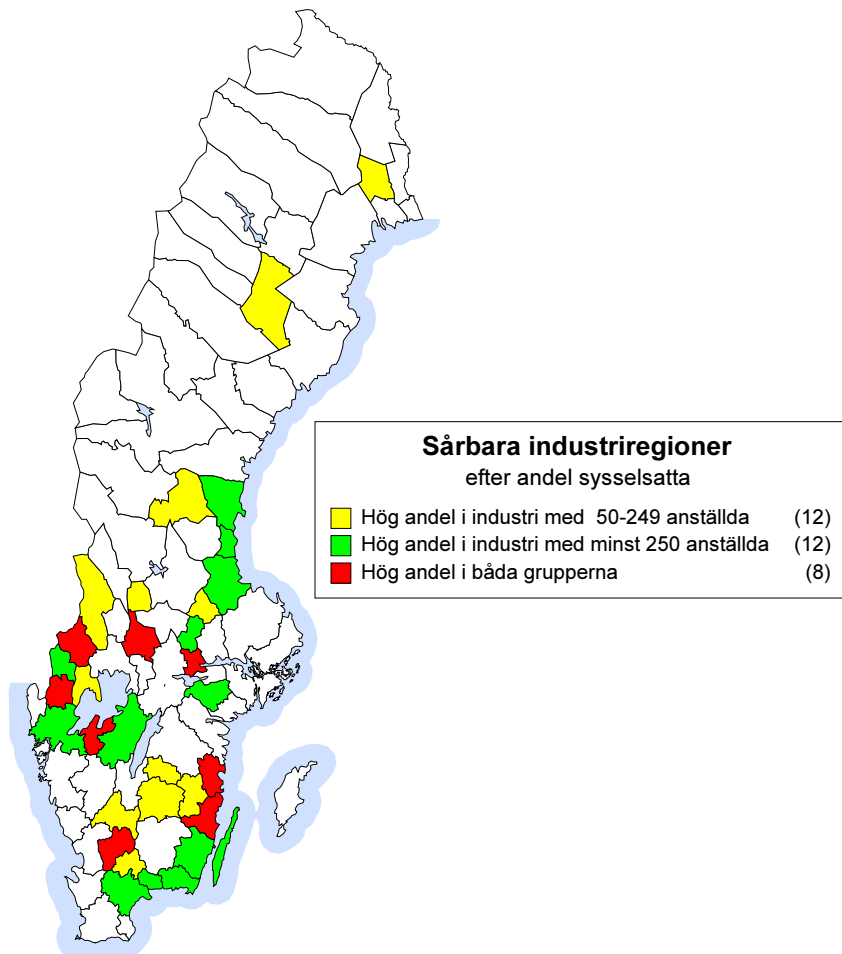 Sårbara industriregioner
efter andel sysselsatta
Hög andel i industri med 50-249 anställda (12)
Hög andel i industri med minst 250 anställda (12)
Hög andel i båda grupperna (8)